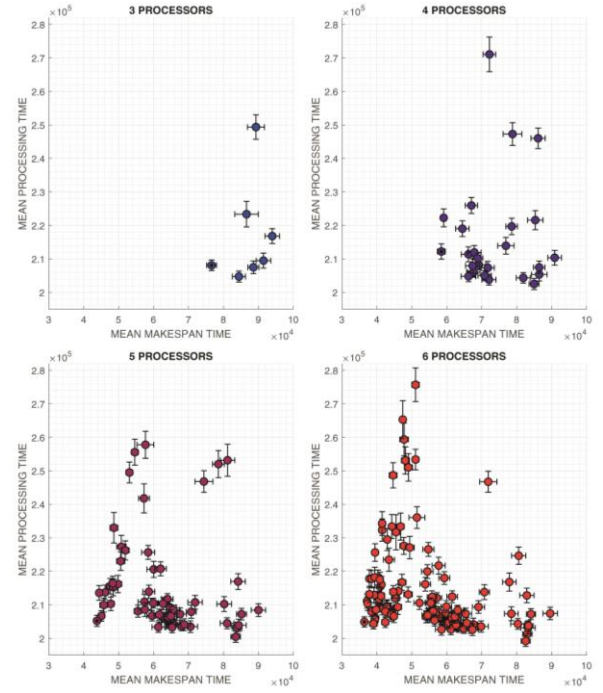 3 PROCESSORS
×10⁵
2.8
2.7
2.6
2.5
2.4
2.3
2.2
2.1
2
MEAN PROCESSING TIME
3 4 5 6 7 8 9 10
×10⁴
MEAN MAKESPAN TIME
4 PROCESSORS
×10⁵
2.8
2.7
2.6
2.5
2.4
2.3
2.2
2.1
2
MEAN PROCESSING TIME
3 4 5 6 7 8 9 10
×10⁴
MEAN MAKESPAN TIME
5 PROCESSORS
×10⁵
2.8
2.7
2.6
2.5
2.4
2.3
2.2
2.1
2
MEAN PROCESSING TIME
3 4 5 6 7 8 9 10
×10⁴
MEAN MAKESPAN TIME
6 PROCESSORS
×10⁵
2.8
2.7
2.6
2.5
2.4
2.3
2.2
2.1
2
MEAN PROCESSING TIME
3 4 5 6 7 8 9 10
×10⁴
MEAN MAKESPAN TIME